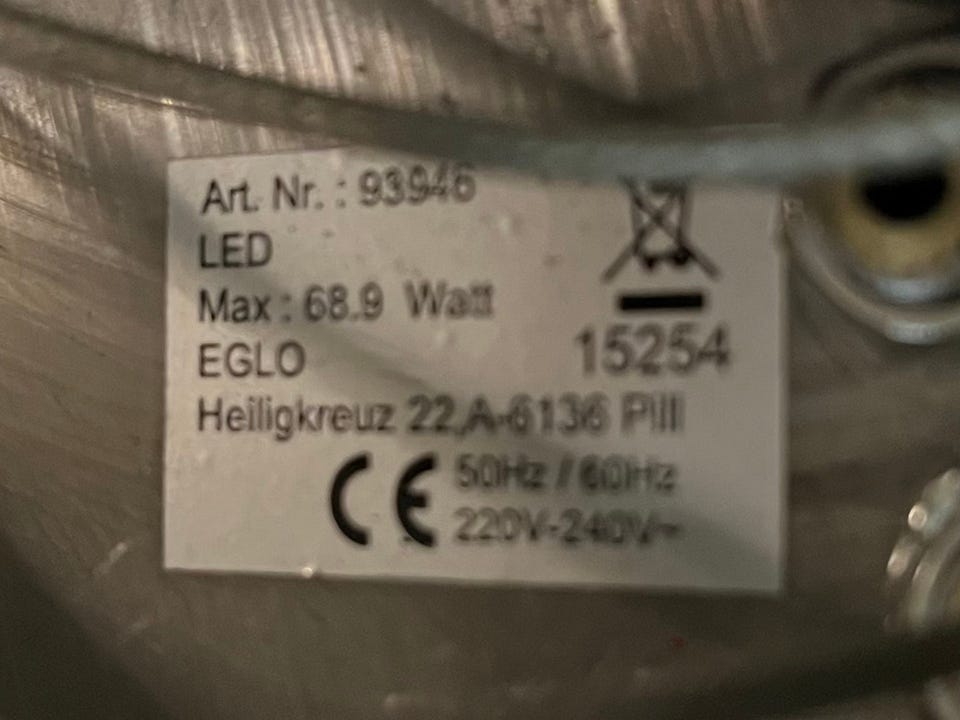 Art. Nr. : 93946
LED
Max : 68.9 Watt
EGLO
15254
Heiligkreuz 22,A-6136 Pill
CE
50Hz / 60Hz
220V-240V~